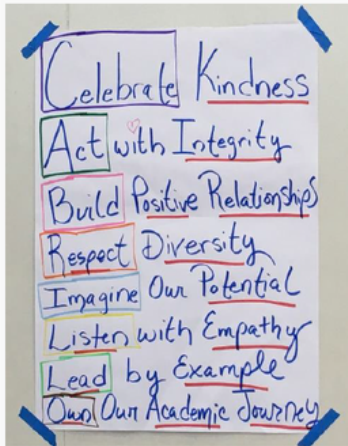 Celebrate Kindness
Act with Integrity
Build Positive Relationships
Respect Diversity
Imagine Our Potential
Listen with Empathy
Lead by Example
Own Our Academic Journey